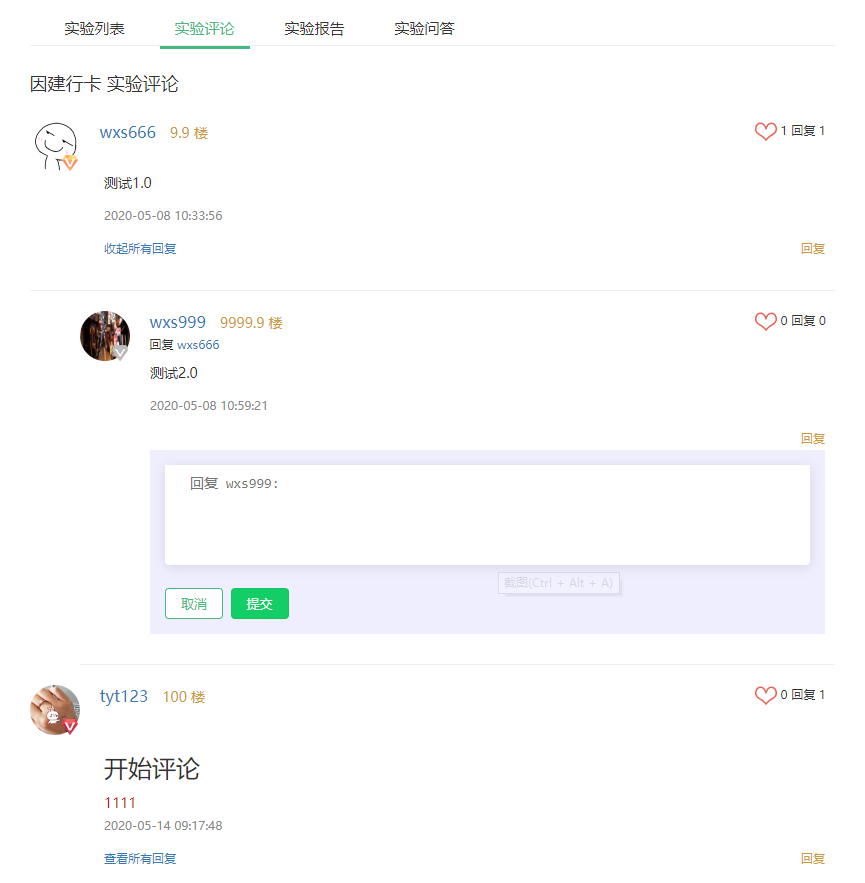 实验列表 实验评论 实验报告 实验问答
因建行卡 实验评论
wxs666 9.9 楼 1 回复 1
测试1.0
2020-05-08 10:33:56
收起所有回复 回复
wxs999 9999.9 楼 0 回复 0
回复 wxs666
测试2.0
2020-05-08 10:59:21
回复
回复 wxs999:
截图(Ctrl + Alt + A)
取消 提交
tyt123 100 楼 0 回复 1
开始评论
1111
2020-05-14 09:17:48
查看所有回复 回复